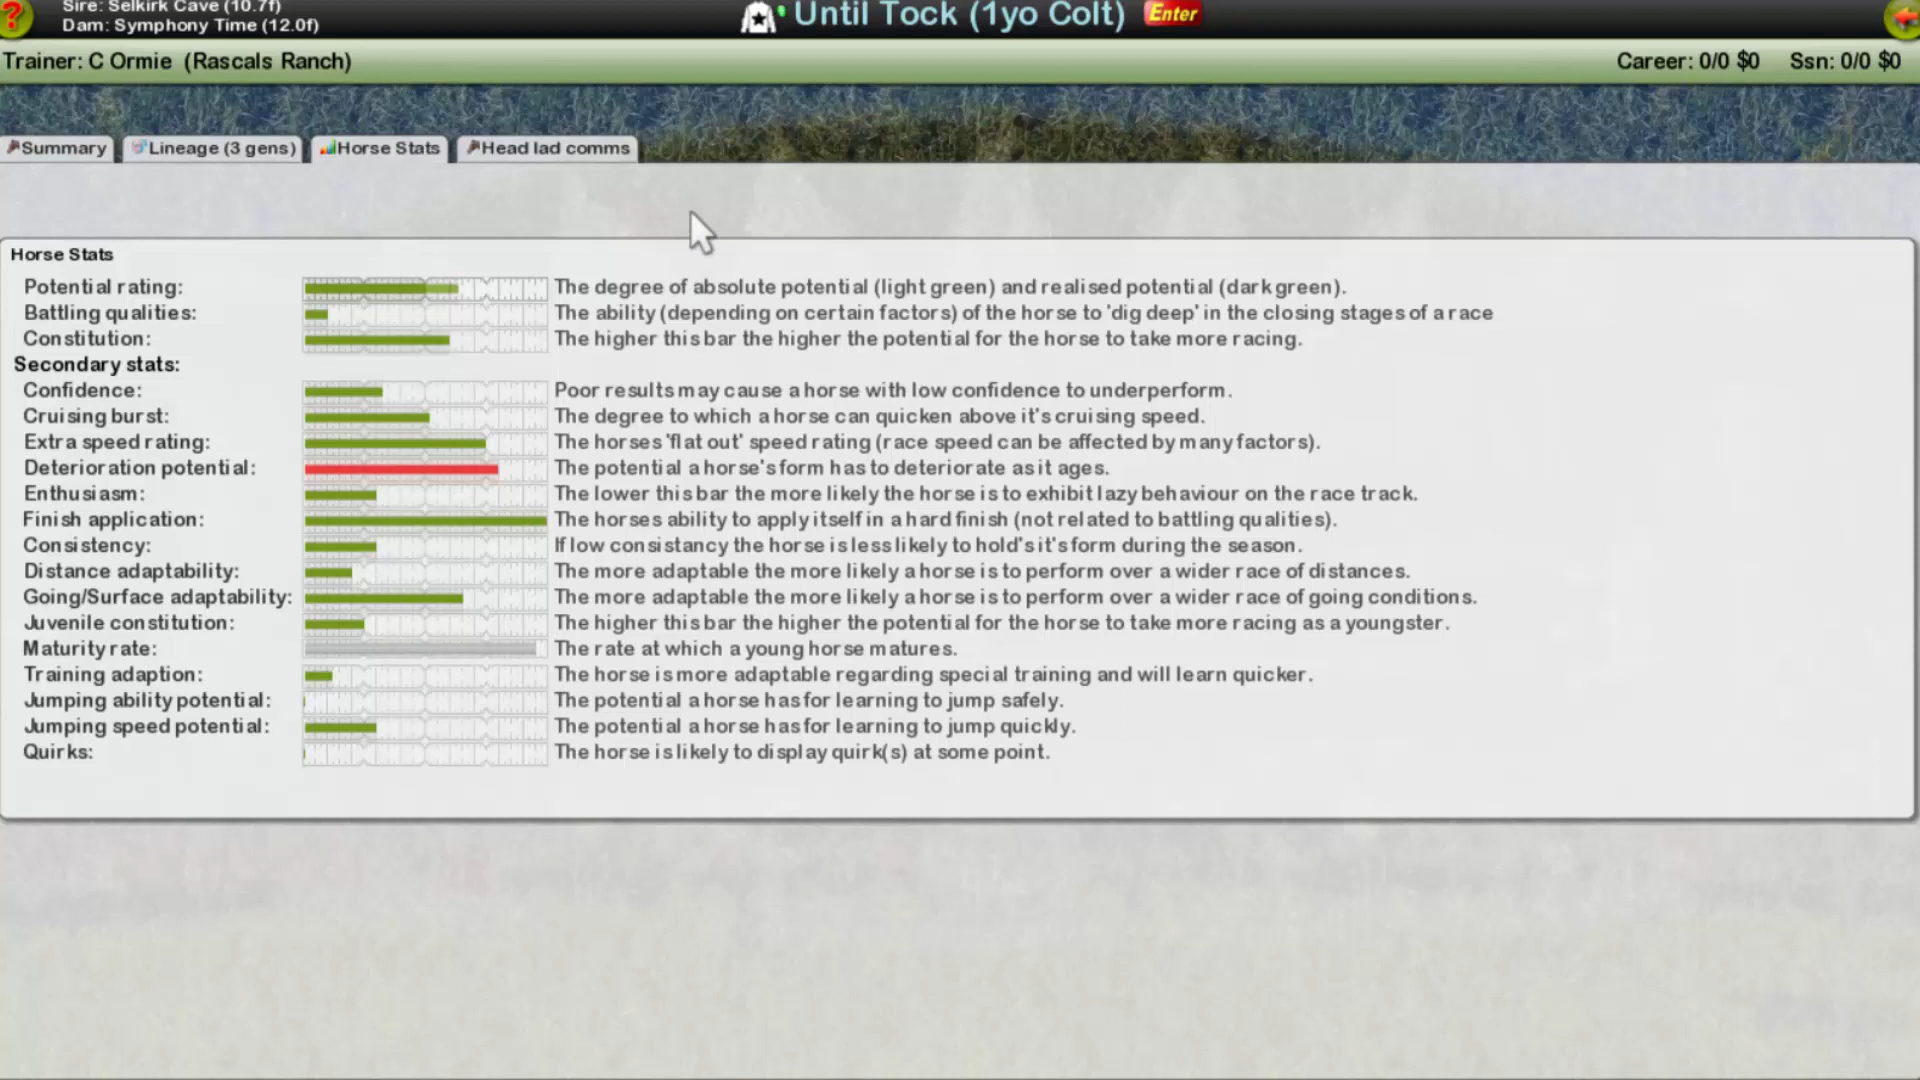 Sire: Selkirk Cave (10.7f)
Dam: Symphony Time (12.0f)
Until Tock (1yo Colt) Enter
Trainer: C Ormie (Rascals Ranch)
Career: 0/0 $0 Ssn: 0/0 $0
Summary Lineage (3 gens) Horse Stats Head lad comms
Horse Stats
Potential rating: The degree of absolute potential (light green) and realised potential (dark green).
Battling qualities: The ability (depending on certain factors) of the horse to 'dig deep' in the closing stages of a race
Constitution: The higher this bar the higher the potential for the horse to take more racing.
Secondary stats:
Confidence: Poor results may cause a horse with low confidence to underperform.
Cruising burst: The degree to which a horse can quicken above it's cruising speed.
Extra speed rating: The horses 'flat out' speed rating (race speed can be affected by many factors).
Deterioration potential: The potential a horse's form has to deteriorate as it ages.
Enthusiasm: The lower this bar the more likely the horse is to exhibit lazy behaviour on the race track.
Finish application: The horses ability to apply itself in a hard finish (not related to battling qualities).
Consistency: If low consistancy the horse is less likely to hold's it's form during the season.
Distance adaptability: The more adaptable the more likely a horse is to perform over a wider race of distances.
Going/Surface adaptability: The more adaptable the more likely a horse is to perform over a wider race of going conditions.
Juvenile constitution: The higher this bar the higher the potential for the horse to take more racing as a youngster.
Maturity rate: The rate at which a young horse matures.
Training adaption: The horse is more adaptable regarding special training and will learn quicker.
Jumping ability potential: The potential a horse has for learning to jump safely.
Jumping speed potential: The potential a horse has for learning to jump quickly.
Quirks: The horse is likely to display quirk(s) at some point.